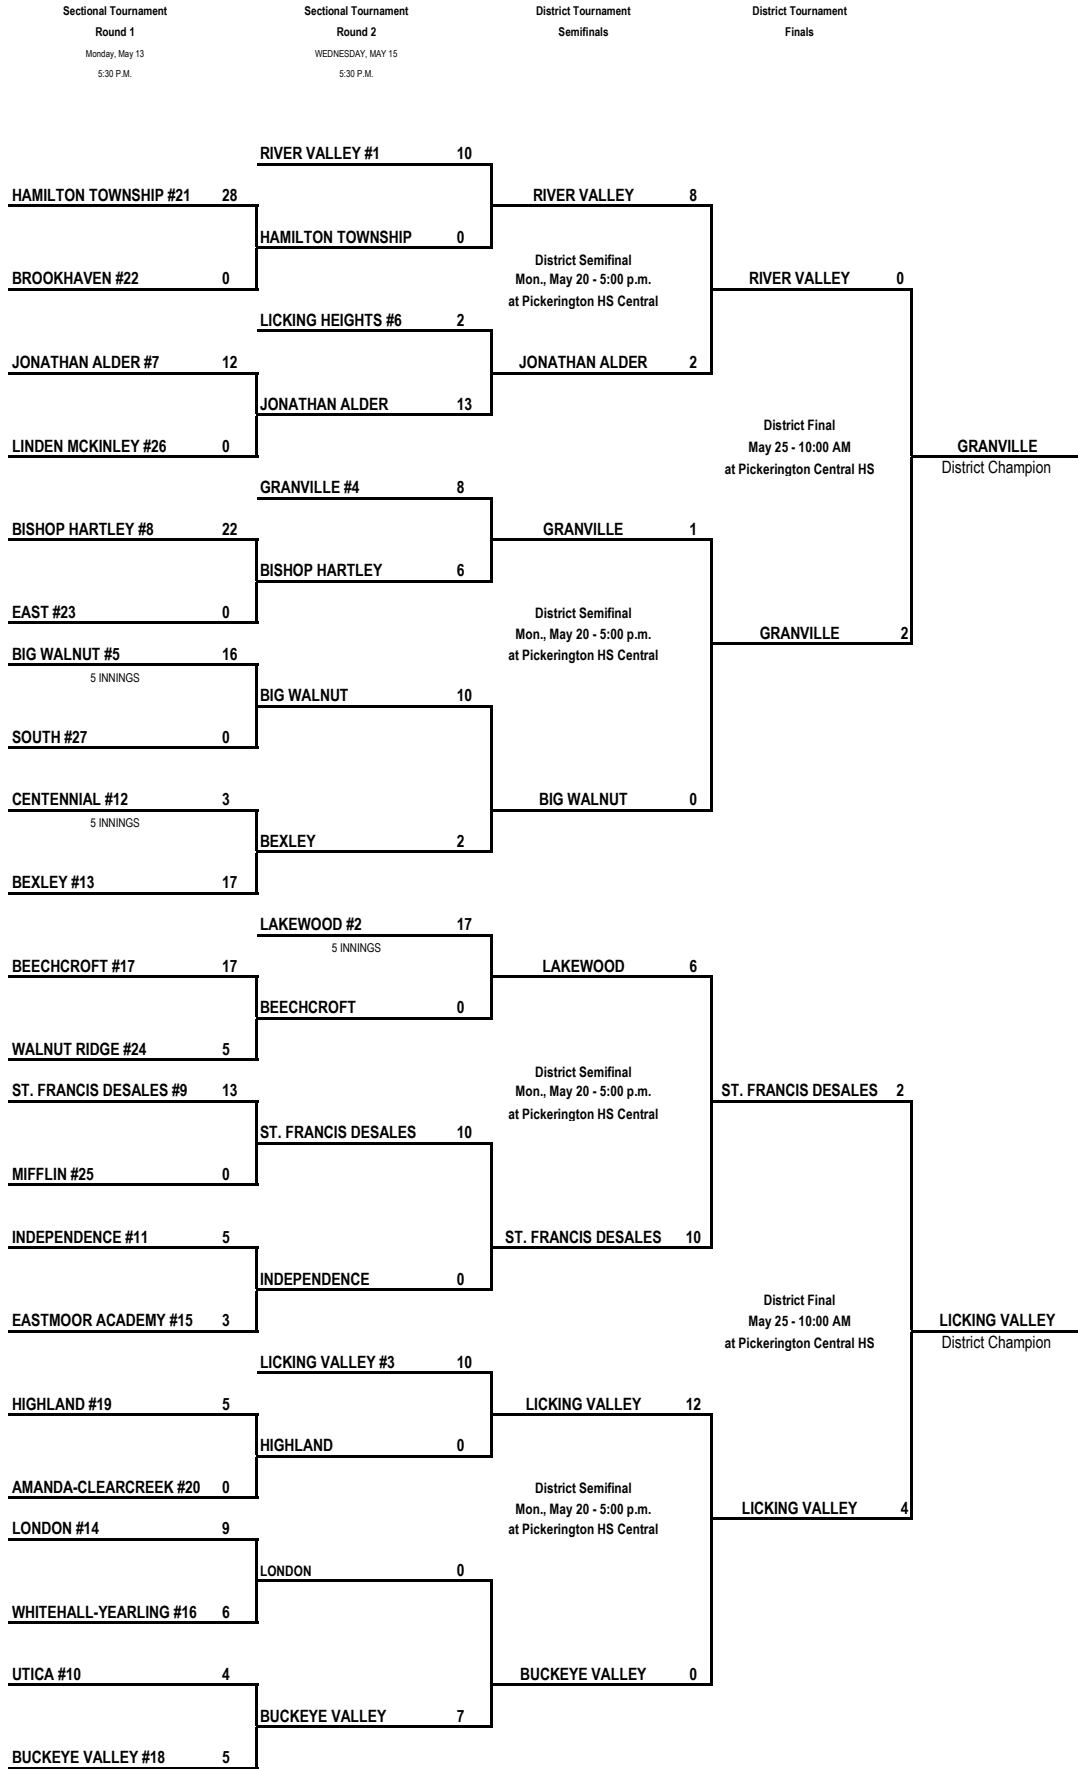 Sectional Tournament
Round 1
Monday, May 13
5:30 P.M.
Sectional Tournament
Round 2
WEDNESDAY, MAY 15
5:30 P.M.
District Tournament
Semifinals
District Tournament
Finals
RIVER VALLEY #1 10
HAMILTON TOWNSHIP #21 28
RIVER VALLEY 8
HAMILTON TOWNSHIP 0
District Semifinal
Mon., May 20 - 5:00 p.m.
at Pickerington HS Central
BROOKHAVEN #22 0
RIVER VALLEY 0
LICKING HEIGHTS #6 2
JONATHAN ALDER #7 12
JONATHAN ALDER 2
JONATHAN ALDER 13
District Final
May 25 - 10:00 AM
at Pickerington Central HS
LINDEN MCKINLEY #26 0
GRANVILLE
District Champion
GRANVILLE #4 8
BISHOP HARTLEY #8 22
GRANVILLE 1
BISHOP HARTLEY 6
EAST #23 0
District Semifinal
Mon., May 20 - 5:00 p.m.
at Pickerington HS Central
GRANVILLE 2
BIG WALNUT #5 16
5 INNINGS
BIG WALNUT 10
SOUTH #27 0
CENTENNIAL #12 3
5 INNINGS
BIG WALNUT 0
BEXLEY 2
BEXLEY #13 17
LAKEWOOD #2 17
5 INNINGS
BEECHCROFT #17 17
LAKEWOOD 6
BEECHCROFT 0
WALNUT RIDGE #24 5
District Semifinal
Mon., May 20 - 5:00 p.m.
at Pickerington HS Central
ST. FRANCIS DESALES #9 13
ST. FRANCIS DESALES 2
ST. FRANCIS DESALES 10
MIFFLIN #25 0
INDEPENDENCE #11 5
ST. FRANCIS DESALES 10
INDEPENDENCE 0
EASTMOOR ACADEMY #15 3
District Final
May 25 - 10:00 AM
at Pickerington Central HS
LICKING VALLEY
District Champion
LICKING VALLEY #3 10
HIGHLAND #19 5
LICKING VALLEY 12
HIGHLAND 0
AMANDA-CLEARCREEK #20 0
District Semifinal
Mon., May 20 - 5:00 p.m.
at Pickerington HS Central
LICKING VALLEY 4
LONDON #14 9
LONDON 0
WHITEHALL-YEARLING #16 6
UTICA #10 4
BUCKEYE VALLEY 0
BUCKEYE VALLEY 7
BUCKEYE VALLEY #18 5